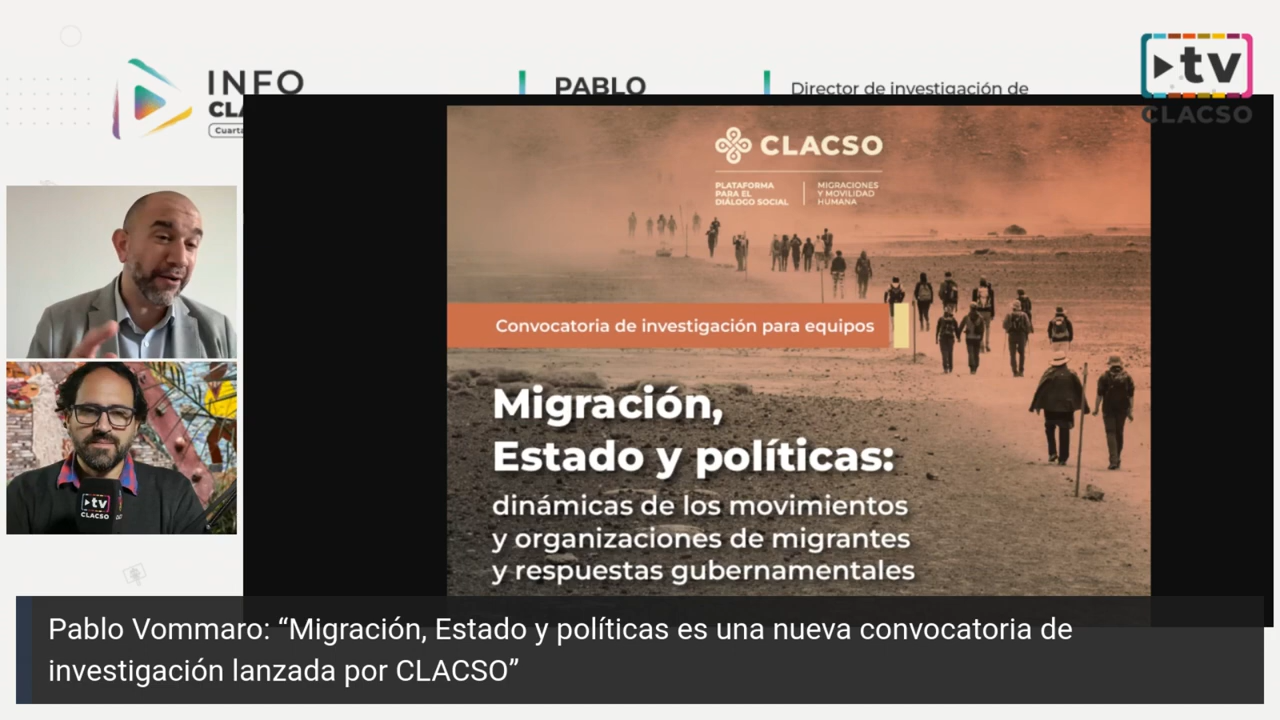 INFO
CLA
Cuarta
PABLO
Director de investigación de
tv
CLACSO
CLACSO
PLATAFORMA
PARA EL
DIÁLOGO SOCIAL
MIGRACIONES
Y MOVILIDAD
HUMANA
Convocatoria de investigación para equipos
Migración,
Estado y políticas:
dinámicas de los movimientos
y organizaciones de migrantes
y respuestas gubernamentales
tv
CLACSO
Pablo Vommaro: “Migración, Estado y políticas es una nueva convocatoria de
investigación lanzada por CLACSO”